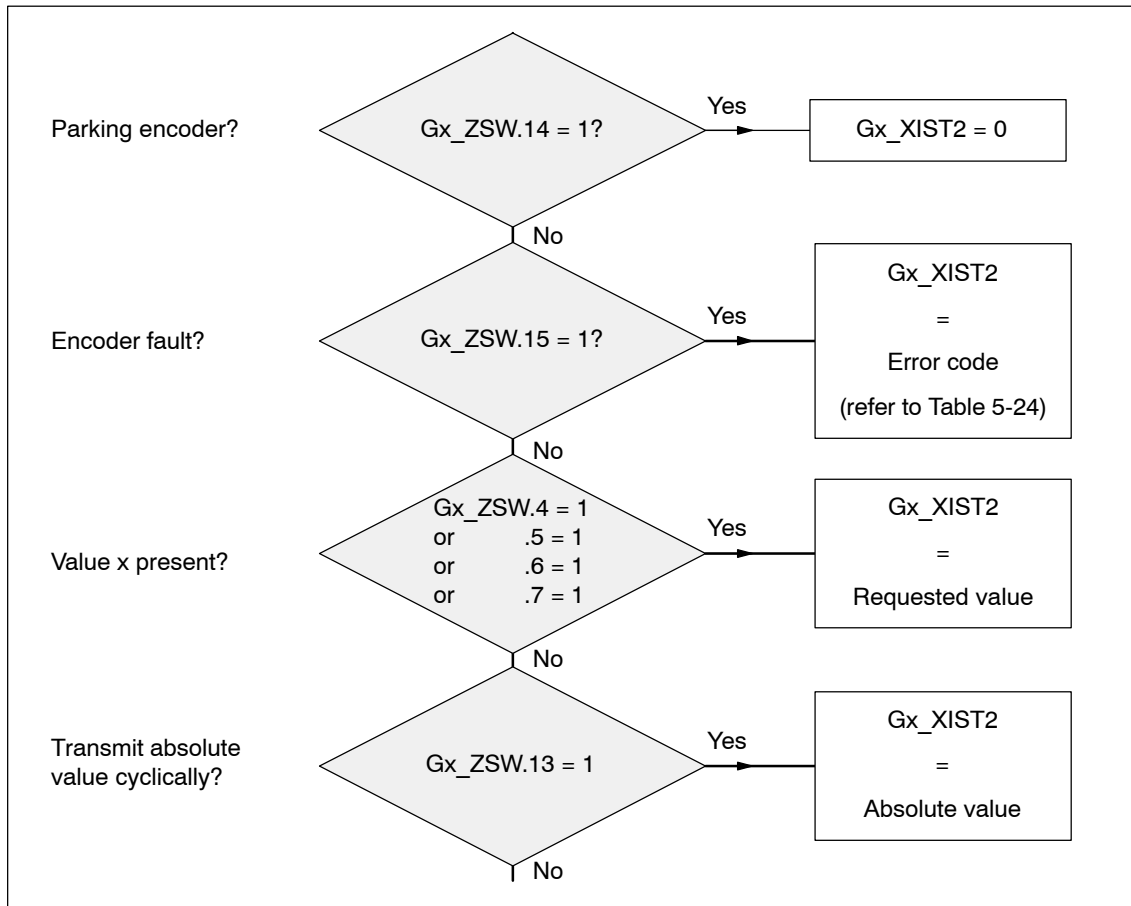 Parking encoder?
Gx_ZSW.14 = 1?
Yes
Gx_XIST2 = 0
No
Encoder fault?
Gx_ZSW.15 = 1?
Yes
Gx_XIST2
=
Error code
(refer to Table 5-24)
No
Value x present?
Gx_ZSW.4 = 1
or .5 = 1
or .6 = 1
or .7 = 1
Yes
Gx_XIST2
=
Requested value
No
Transmit absolute
value cyclically?
Gx_ZSW.13 = 1
Yes
Gx_XIST2
=
Absolute value
No